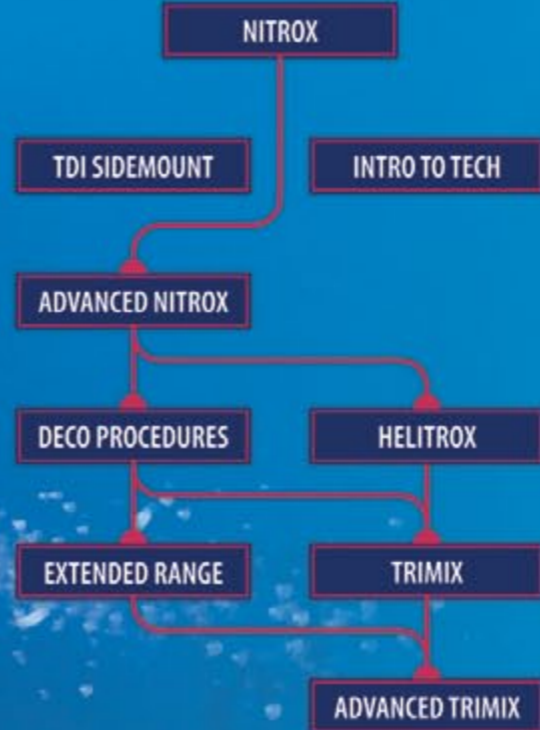 NITROX
TDI SIDEMOUNT
INTRO TO TECH
ADVANCED NITROX
DECO PROCEDURES
HELITROX
EXTENDED RANGE
TRIMIX
ADVANCED TRIMIX